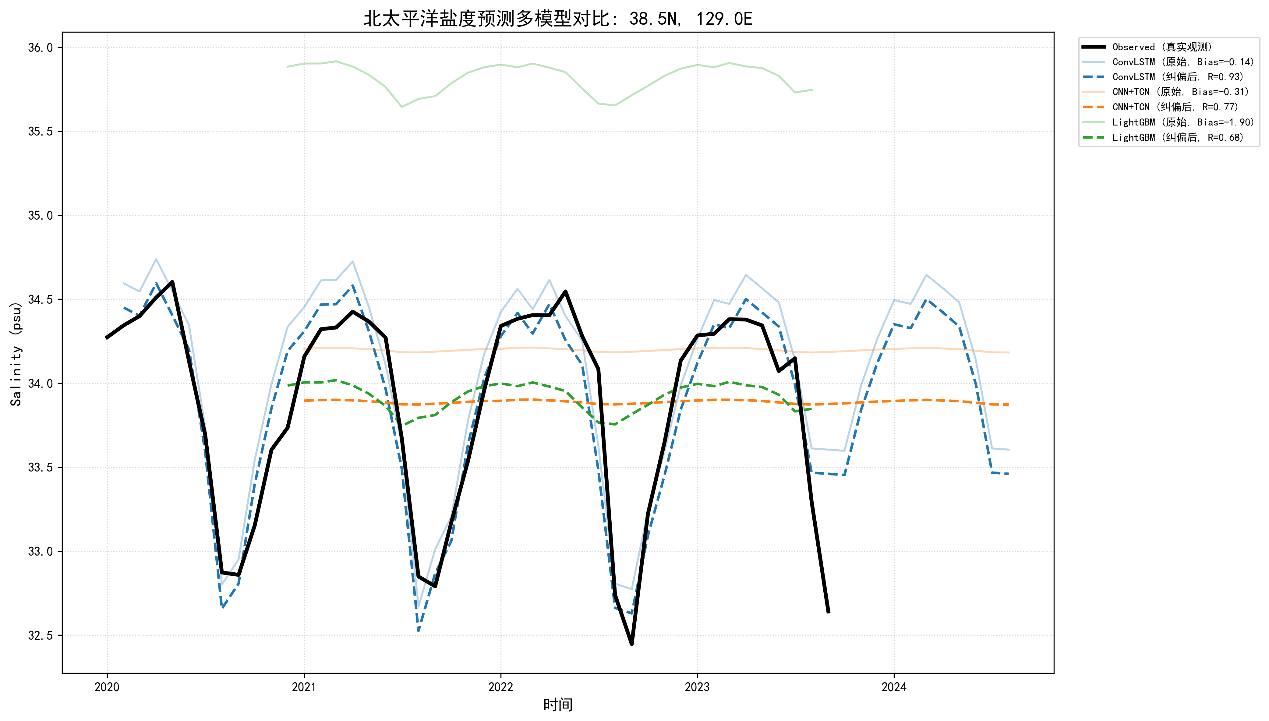 北太平洋盐度预测多模型对比: 38.5N, 129.0E
Observed (真实观测)
ConvLSTM (原始, Bias=-0.14)
ConvLSTM (纠偏后, R=0.93)
CNN+TCN (原始, Bias=-0.31)
CNN+TCN (纠偏后, R=0.77)
LightGBM (原始, Bias=-1.90)
LightGBM (纠偏后, R=0.68)
Salinity (psu)
36.0
35.5
35.0
34.5
34.0
33.5
33.0
32.5
2020
2021
2022
2023
2024
时间